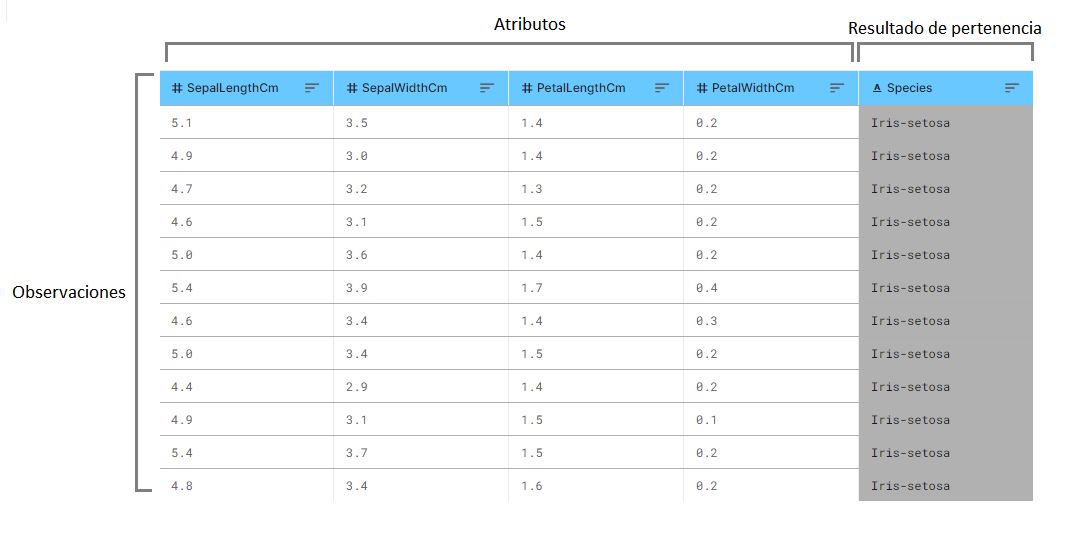 Atributos
Resultado de pertenencia
# SepalLengthCm # SepalWidthCm # PetalLengthCm # PetalWidthCm A Species
5.1 3.5 1.4 0.2 Iris-setosa
4.9 3.0 1.4 0.2 Iris-setosa
4.7 3.2 1.3 0.2 Iris-setosa
4.6 3.1 1.5 0.2 Iris-setosa
5.0 3.6 1.4 0.2 Iris-setosa
Observaciones
5.4 3.9 1.7 0.4 Iris-setosa
4.6 3.4 1.4 0.3 Iris-setosa
5.0 3.4 1.5 0.2 Iris-setosa
4.4 2.9 1.4 0.2 Iris-setosa
4.9 3.1 1.5 0.1 Iris-setosa
5.4 3.7 1.5 0.2 Iris-setosa
4.8 3.4 1.6 0.2 Iris-setosa